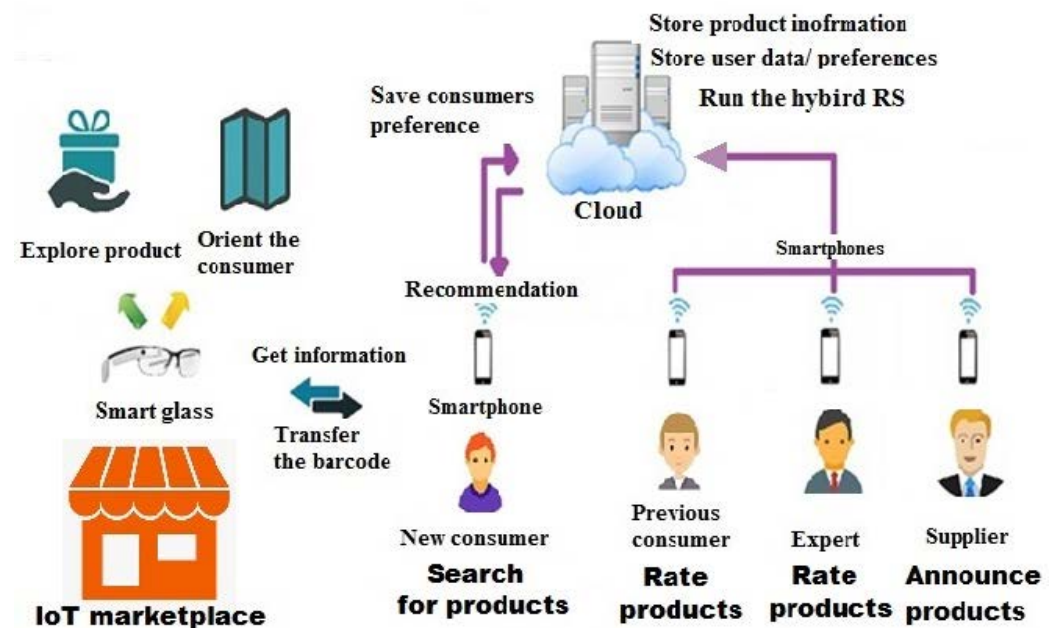 Store product inofrmation
Store user data/ preferences
Run the hybird RS
Save consumers
preference
Cloud
Explore product
Orient the
consumer
Smartphones
Recommendation
Get information
Smart glass
Smartphone
Transfer
the barcode
New consumer
Previous
consumer
Expert
Supplier
Search
for products
Rate
products
Rate
products
Announce
products
IoT marketplace